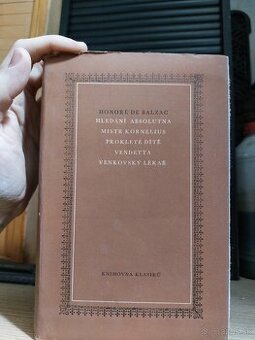 HONORÉ DE BALZAC
HLEDÁNÍ ABSOLUTNA
MISTR KORNELIUS
PROKLETÉ DÍTĚ
VENDETTA
VENKOVSKÝ LÉKAŘ
KNIHOVNA KLASIKŮ